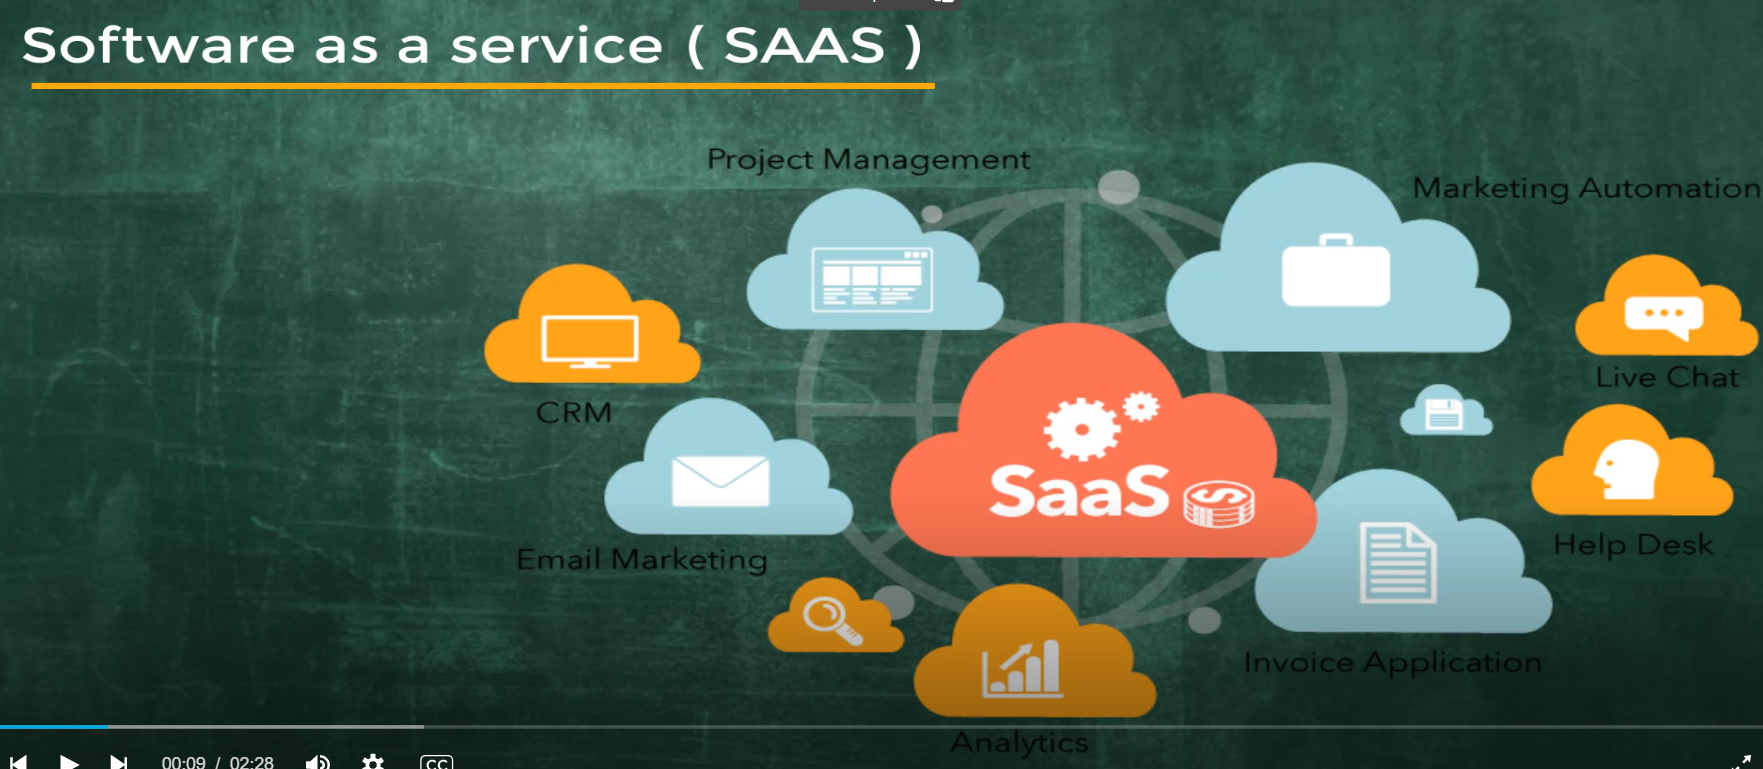 Software as a service ( SAAS )
Project Management
Marketing Automation
CRM
Live Chat
SaaS
Email Marketing
Help Desk
Invoice Application
Analytics
00:09 / 02:28
CC